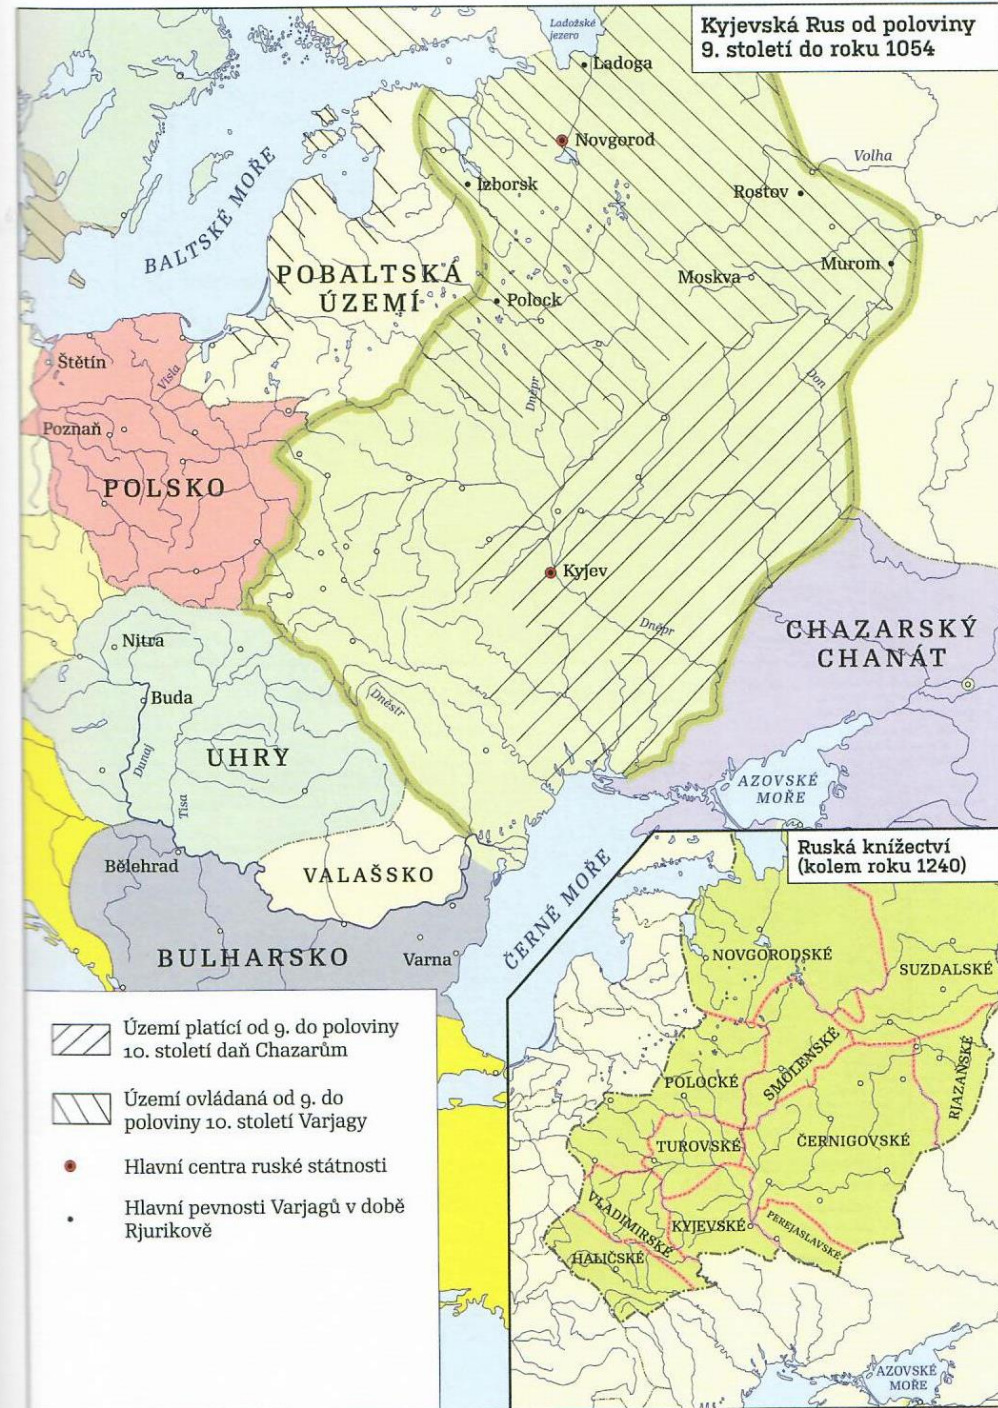 Kyjevská Rus od poloviny
9. století do roku 1054
Ladožské
jezero
Ladoga
Novgorod
Volha
Izborsk
Rostov
BALTSKÉ MOŘE
POBALTSKÁ
ÚZEMÍ
Moskva
Murom
Polock
Štětín
Visla
Dněpr
Don
Poznaň
POLSKO
Kyjev
Dněpr
CHAZARSKÝ
CHANÁT
Nitra
Buda
Dněstr
UHRY
Dunaj
Tisa
AZOVSKÉ
MOŘE
Bělehrad
VALAŠSKO
ČERNÉ MOŘE
BULHARSKO
Varna
Území platící od 9. do poloviny
10. století daň Chazarům
Území ovládaná od 9. do
poloviny 10. století Varjagy
Hlavní centra ruské státnosti
Hlavní pevnosti Varjagů v době
Rjurikově
Ruská knížectví
(kolem roku 1240)
NOVGORODSKÉ
SUZDALSKÉ
SMOLENSKÉ
RJAZAŇSKÉ
POLOCKÉ
TUROVSKÉ
ČERNIGOVSKÉ
VLADIMIRSKÉ
KYJEVSKÉ
PEREJASLAVSKÉ
HALIČSKÉ
AZOVSKÉ
MOŘE